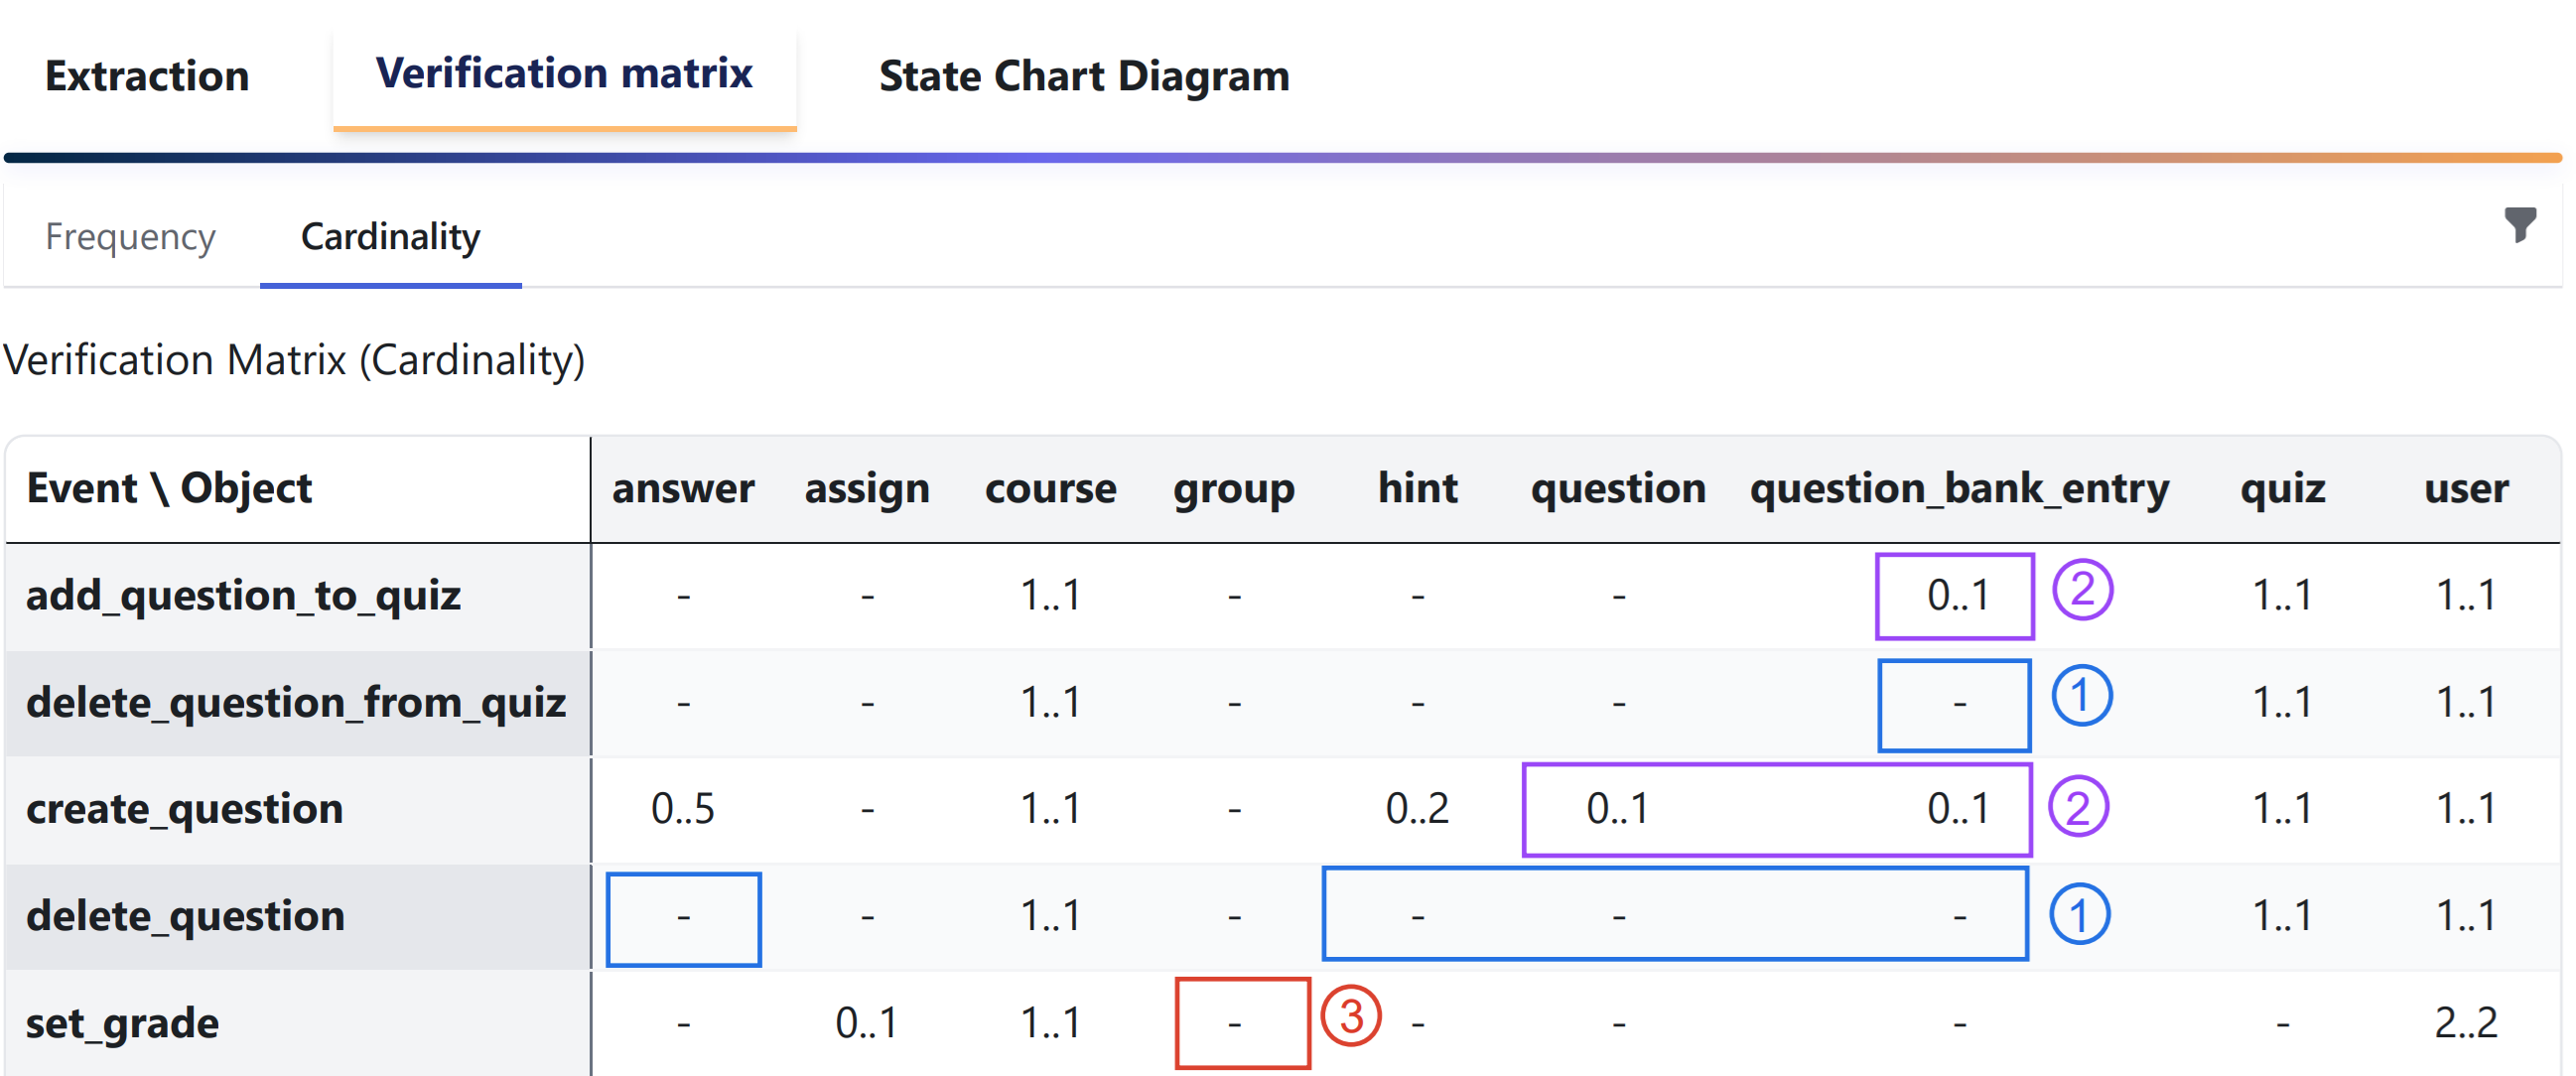 Extraction Verification matrix State Chart Diagram
Frequency Cardinality
Verification Matrix (Cardinality)
Event \ Object answer assign course group hint question question_bank_entry quiz user
add_question_to_quiz - - 1..1 - - - 0..1 2 1..1 1..1
delete_question_from_quiz - - 1..1 - - - - 1 1..1 1..1
create_question 0..5 - 1..1 - 0..2 0..1 0..1 2 1..1 1..1
delete_question - - 1..1 - - - - 1 1..1 1..1
set_grade - 0..1 1..1 - 3 - - - - 2..2